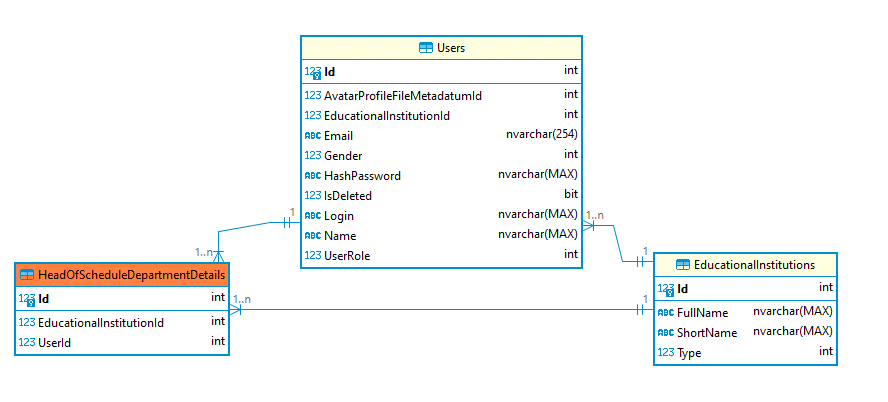 Users
123 Id int
123 AvatarProfileFileMetadatumId int
123 EducationalInstitutionId int
ABC Email nvarchar(254)
123 Gender int
ABC HashPassword nvarchar(MAX)
123 IsDeleted bit
ABC Login nvarchar(MAX)
ABC Name nvarchar(MAX)
123 UserRole int
1
1..n
1..n
1
HeadOfScheduleDepartmentDetails
123 Id int
123 EducationalInstitutionId int
123 UserId int
1..n
1
EducationalInstitutions
123 Id int
ABC FullName nvarchar(MAX)
ABC ShortName nvarchar(MAX)
123 Type int